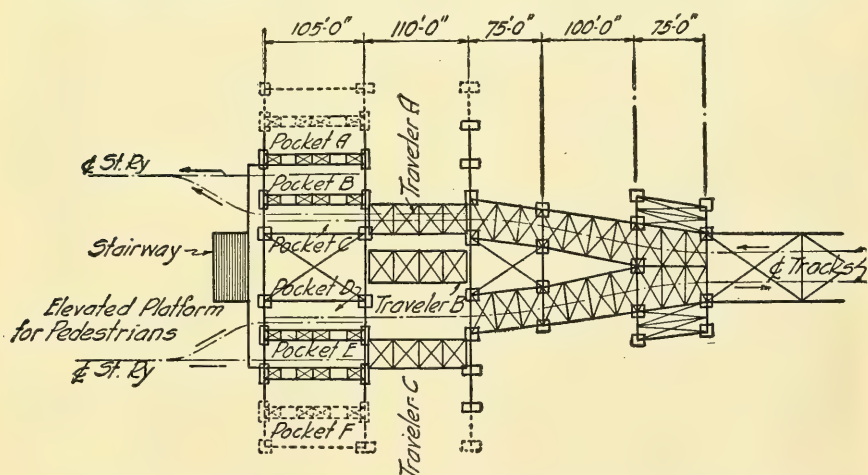 105'-0" 110'-0" 75'-0" 100'-0" 75'-0"
Traveler A
Pocket A
℄ St. Ry
Pocket B
Stairway
Pocket C
℄ Tracks
Pocket D
Traveler B
Elevated Platform
for Pedestrians
Pocket E
℄ St. Ry
Traveler C
Pocket F